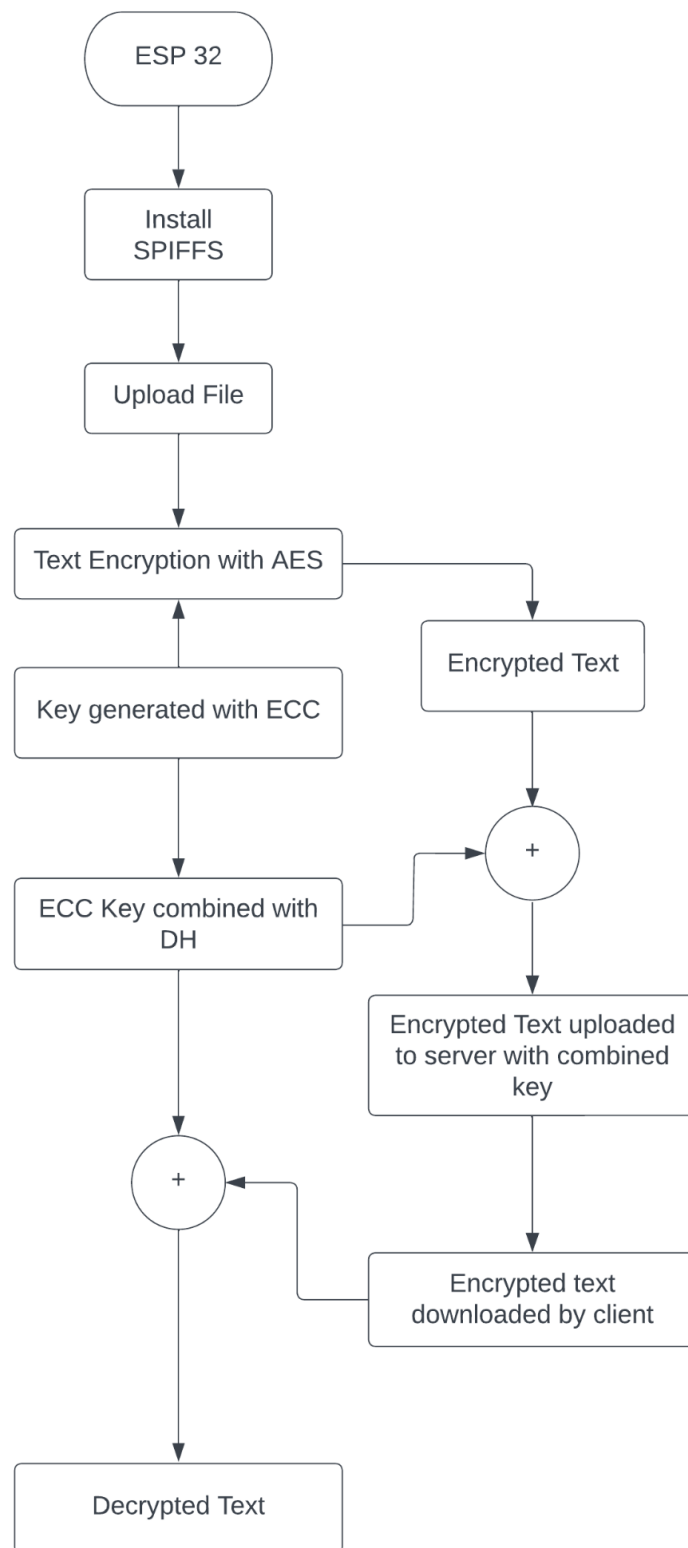 ESP 32
Install
SPIFFS
Upload File
Text Encryption with AES
Encrypted Text
Key generated with ECC
+
ECC Key combined with
DH
Encrypted Text uploaded
to server with combined
key
+
Encrypted text
downloaded by client
Decrypted Text